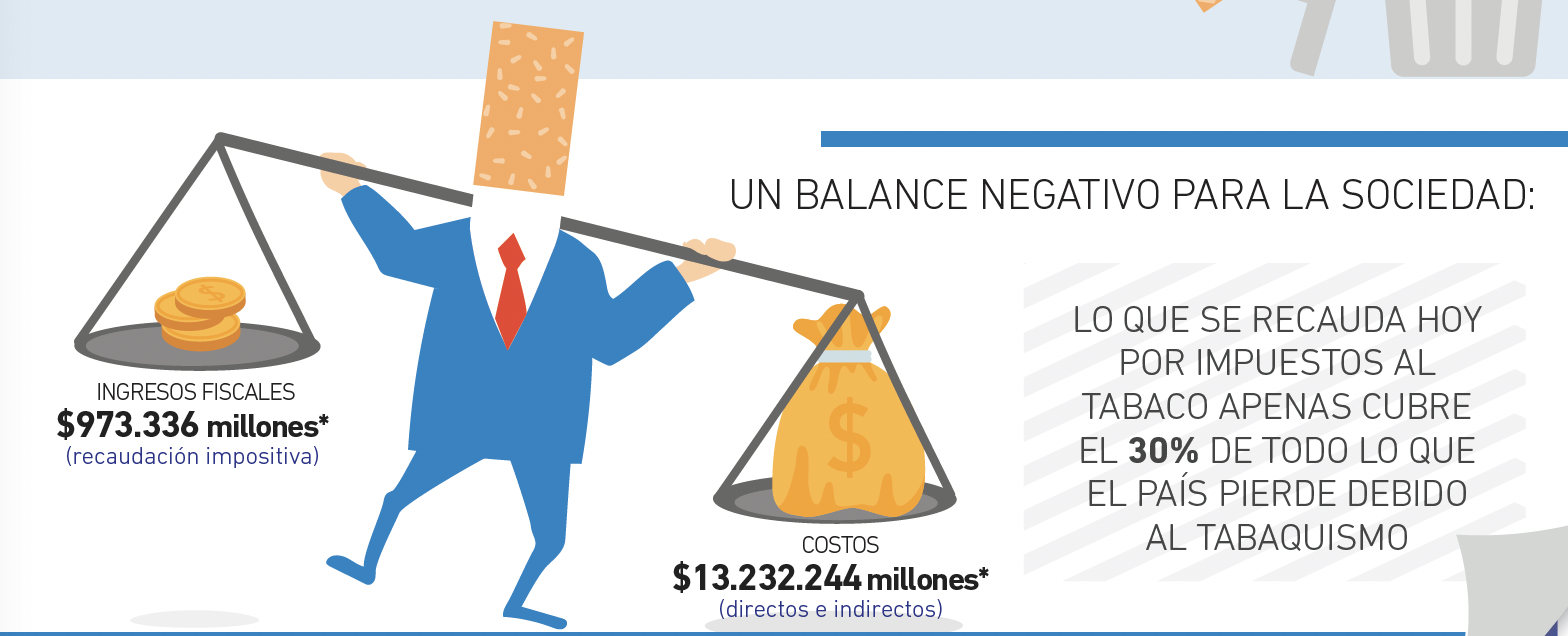 UN BALANCE NEGATIVO PARA LA SOCIEDAD:
INGRESOS FISCALES
$973.336 millones*
(recaudación impositiva)
COSTOS
$13.232.244 millones*
(directos e indirectos)
LO QUE SE RECAUDA HOY
POR IMPUESTOS AL
TABACO APENAS CUBRE
EL 30% DE TODO LO QUE
EL PAÍS PIERDE DEBIDO
AL TABAQUISMO
$
$